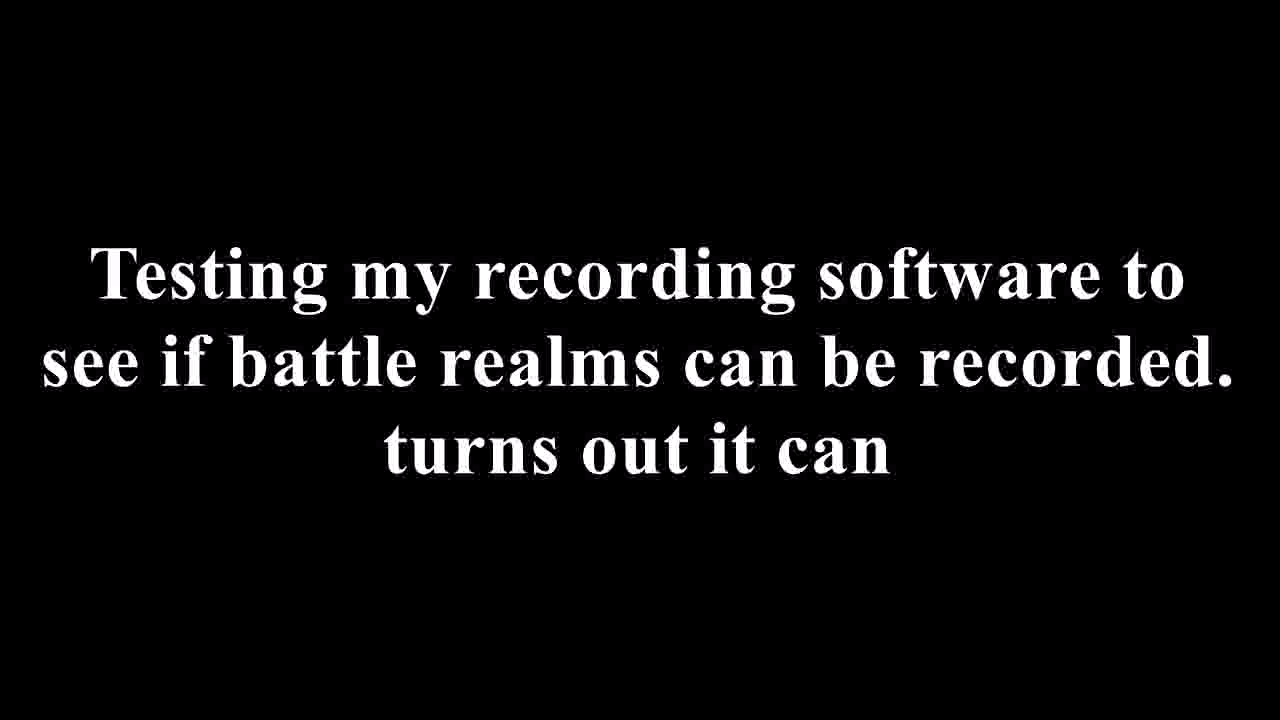 Testing my recording software to
see if battle realms can be recorded.
turns out it can